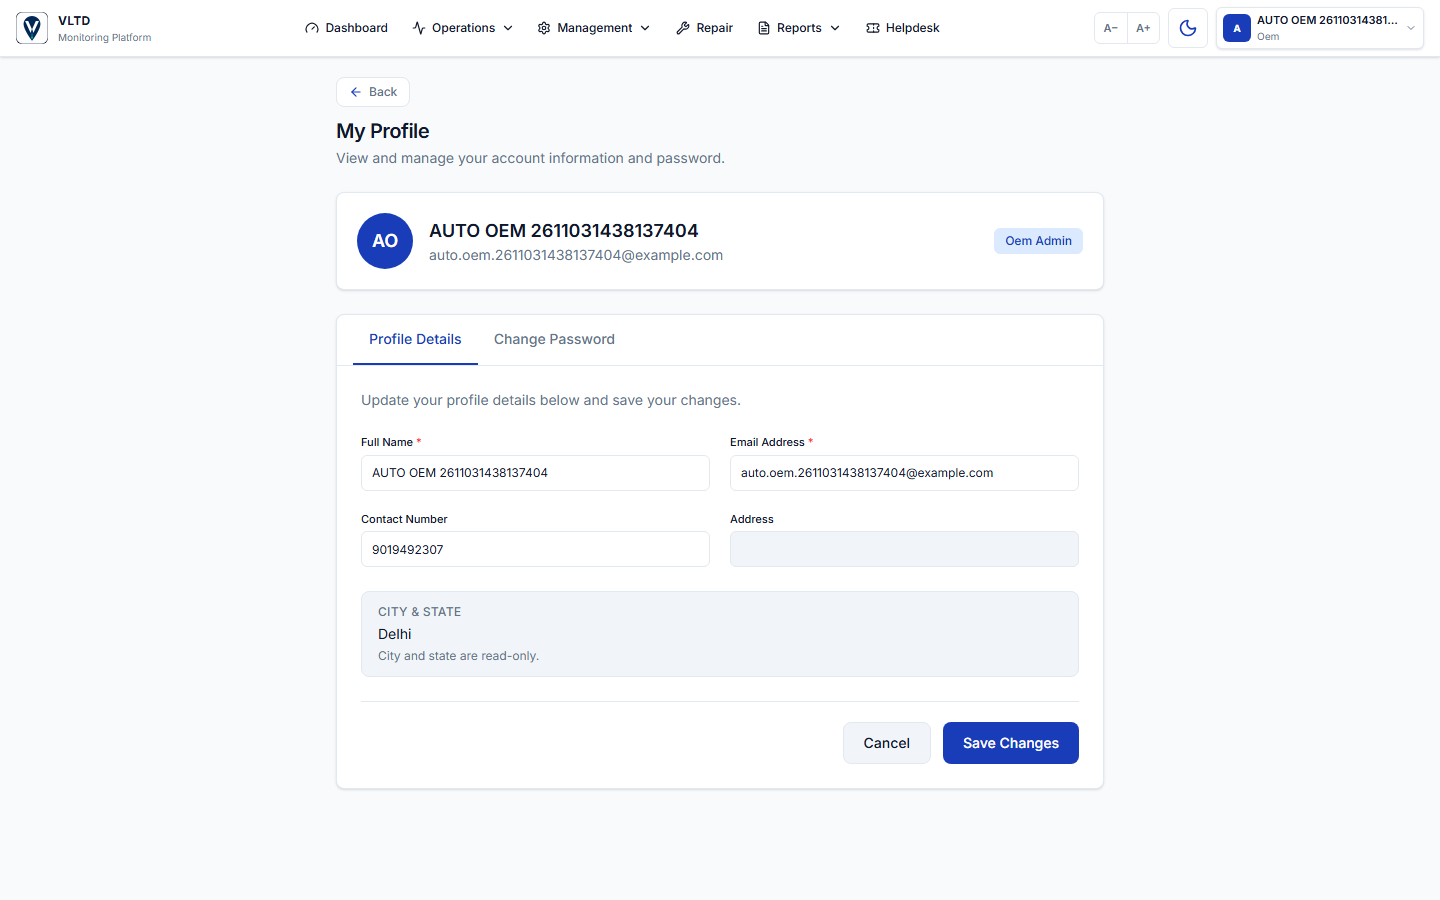 VLTD
Monitoring Platform
Dashboard
Operations
Management
Repair
Reports
Helpdesk
A−
A+
A
AUTO OEM 26110314381...
Oem
Back
My Profile
View and manage your account information and password.
AO
AUTO OEM 2611031438137404
auto.oem.2611031438137404@example.com
Oem Admin
Profile Details
Change Password
Update your profile details below and save your changes.
Full Name *
Email Address *
AUTO OEM 2611031438137404
auto.oem.2611031438137404@example.com
Contact Number
Address
9019492307
CITY & STATE
Delhi
City and state are read-only.
Cancel
Save Changes